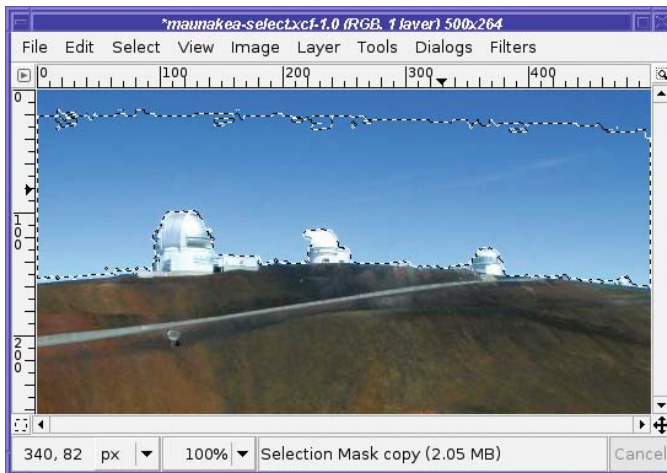 *maunakea-select.xcf-1.0 (RGB, 1 layer) 500x264
File Edit Select View Image Layer Tools Dialogs Filters
0 100 200 300 400
0
100
200
340, 82 px 100% Selection Mask copy (2.05 MB) Cancel